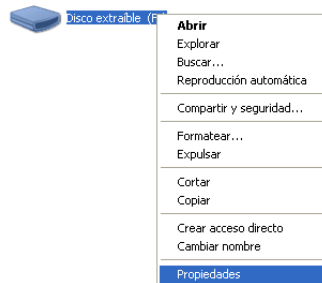 Disco extraíble (F
Abrir
Explorar
Buscar...
Reproducción automática
Compartir y seguridad...
Formatear...
Expulsar
Cortar
Copiar
Crear acceso directo
Cambiar nombre
Propiedades